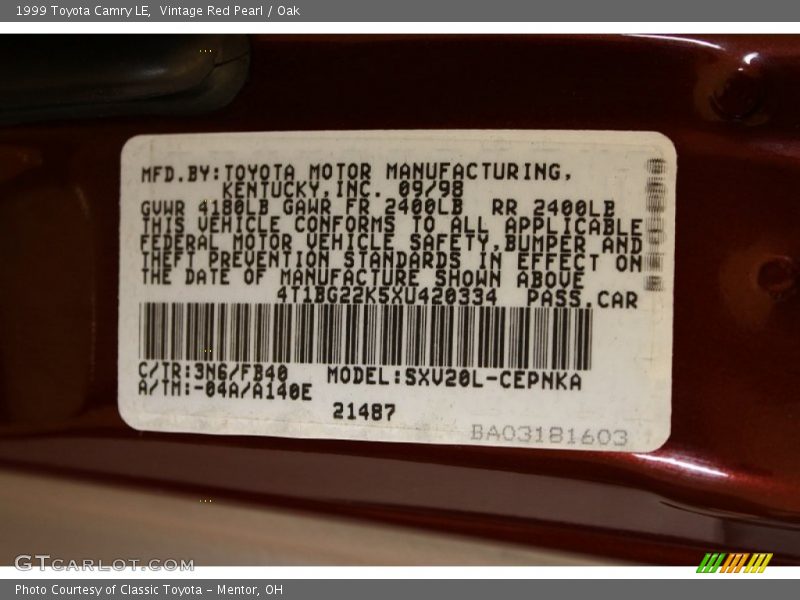 1999 Toyota Camry LE, Vintage Red Pearl / Oak
MFD.BY:TOYOTA MOTOR MANUFACTURING,
KENTUCKY,INC. 09/98
GVWR 4180LB GAWR FR 2400LB RR 2400LB
THIS VEHICLE CONFORMS TO ALL APPLICABLE
FEDERAL MOTOR VEHICLE SAFETY,BUMPER AND
THEFT PREVENTION STANDARDS IN EFFECT ON
THE DATE OF MANUFACTURE SHOWN ABOVE
4T1BG22K5XU420334 PASS.CAR
C/TR:3N6/FB40 MODEL:SXV20L-CEPNKA
A/TM:-04A/A140E
21487
BA03181603
GTCARLOT.COM
Photo Courtesy of Classic Toyota - Mentor, OH